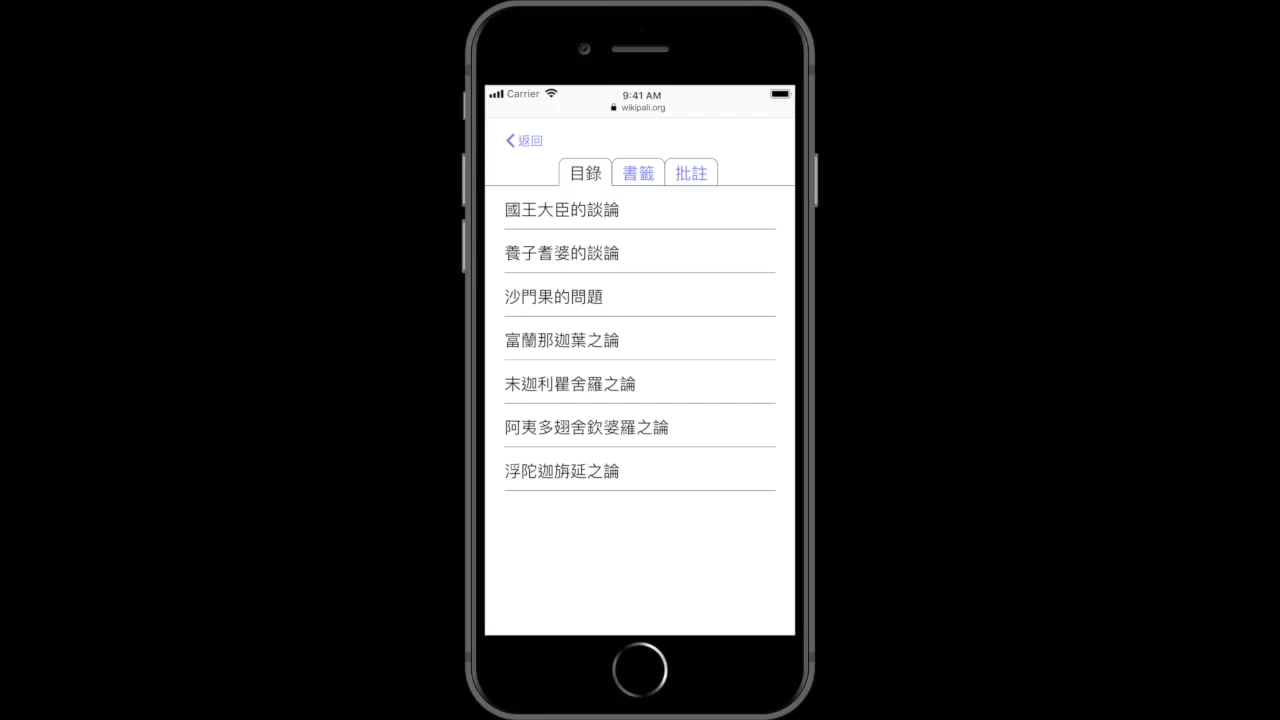 Carrier
9:41 AM
wikipali.org
返回
目錄 書籤 批註
國王大臣的談論
養子耆婆的談論
沙門果的問題
富蘭那迦葉之論
末迦利瞿舍羅之論
阿夷多翅舍欽婆羅之論
浮陀迦旃延之論